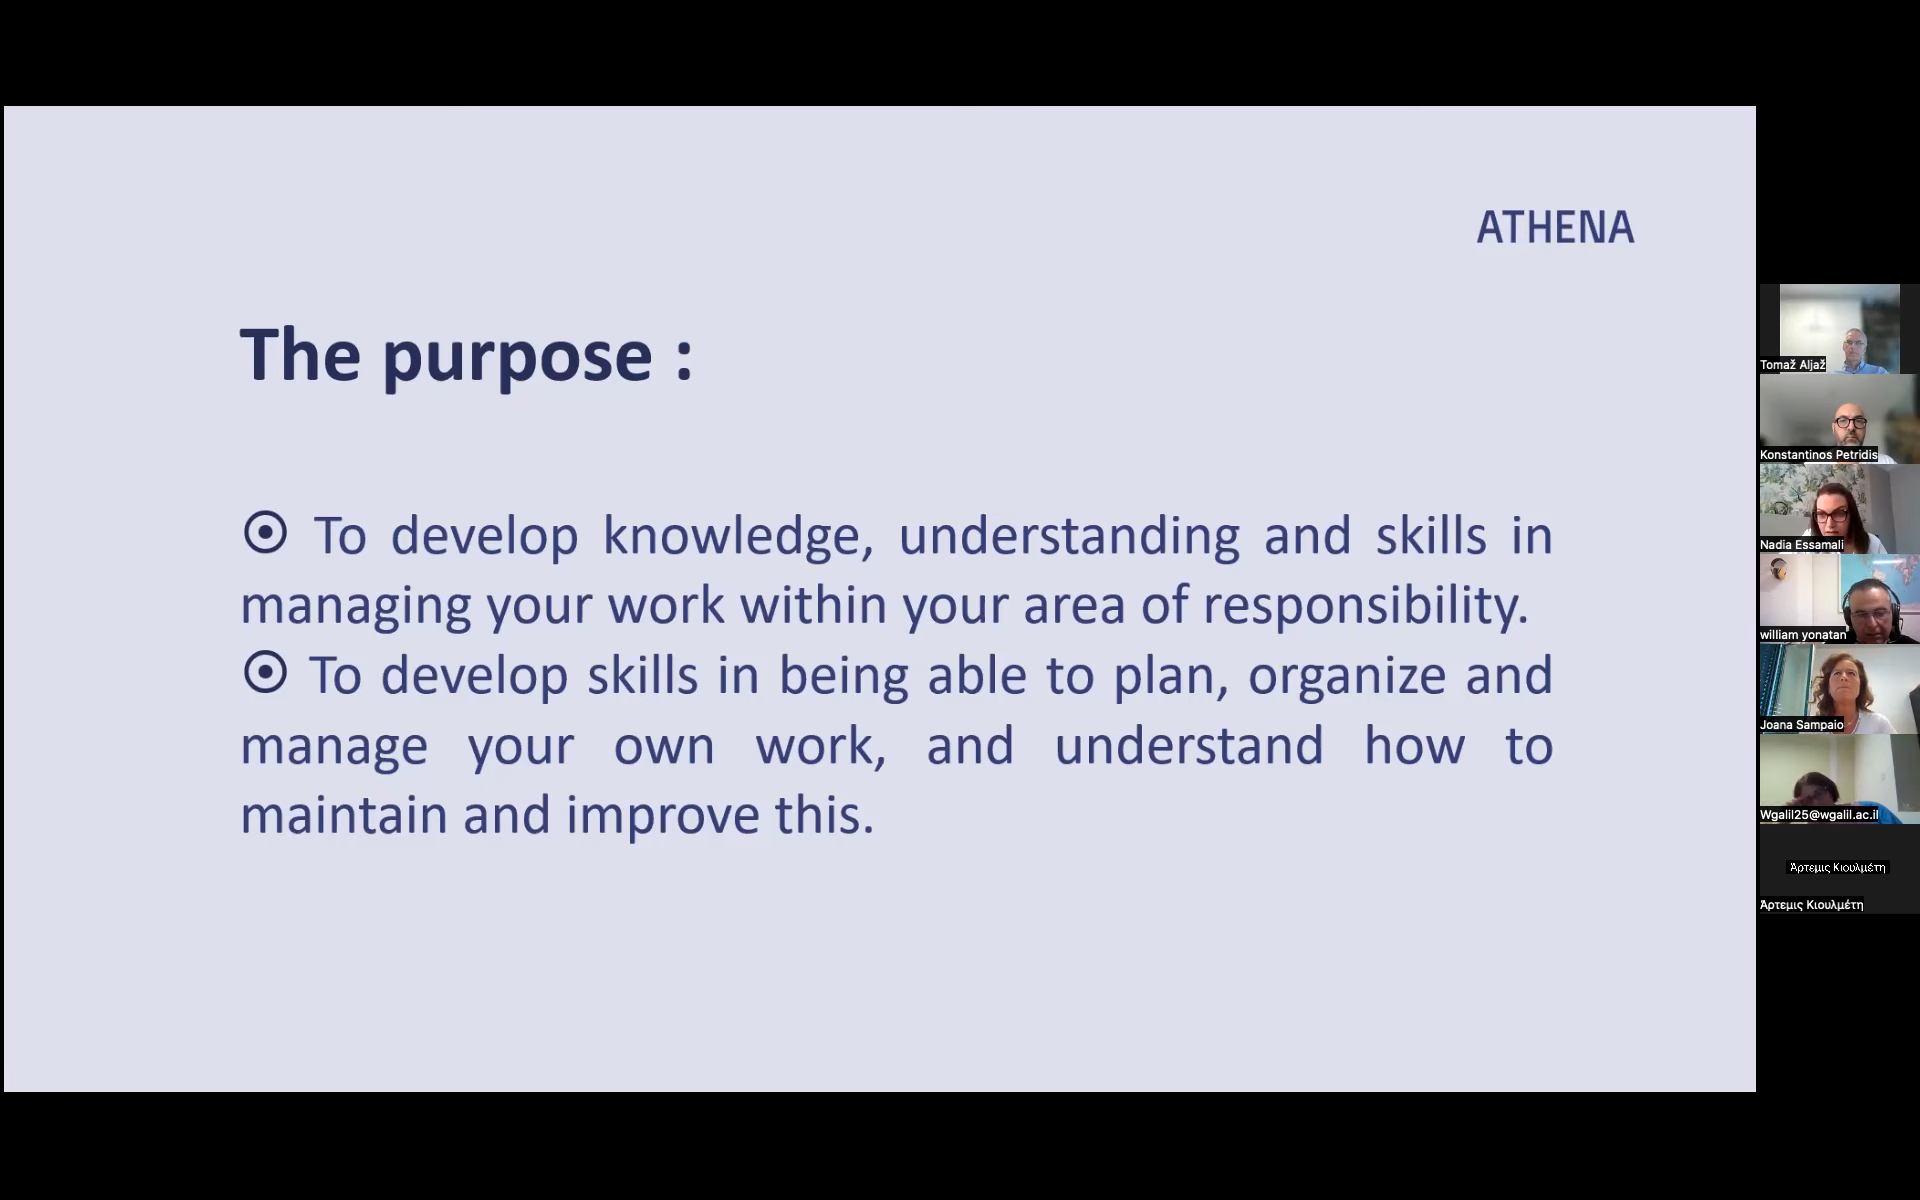 ATHENA
The purpose :
⦿ To develop knowledge, understanding and skills in
managing your work within your area of responsibility.
⦿ To develop skills in being able to plan, organize and
manage your own work, and understand how to
maintain and improve this.
Tomaž Aljaž
Konstantinos Petridis
Nadia Essamali
william yonatan
Joana Sampaio
Wgalil25@wgalil.ac.il
Άρτεμις Κιουλμέτη
Άρτεμις Κιουλμέτη